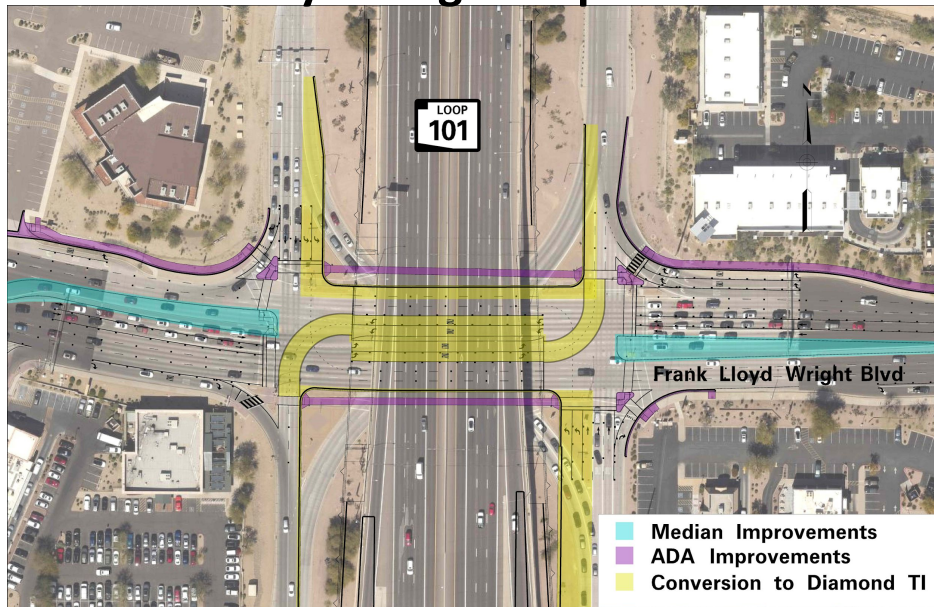 LOOP
101
Frank Lloyd Wright Blvd
Median Improvements
ADA Improvements
Conversion to Diamond TI